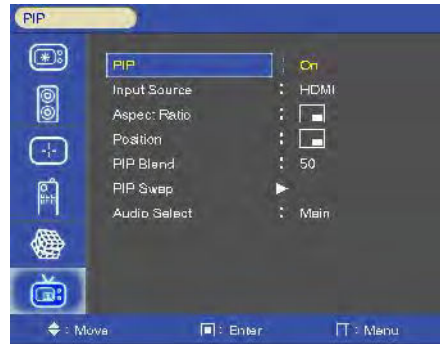 PIP
PIP : On
Input Source : HDMI
Aspect Ratio :
Position :
PIP Blend : 50
PIP Swap
Audio Select : Main
: Move : Enter : Menu